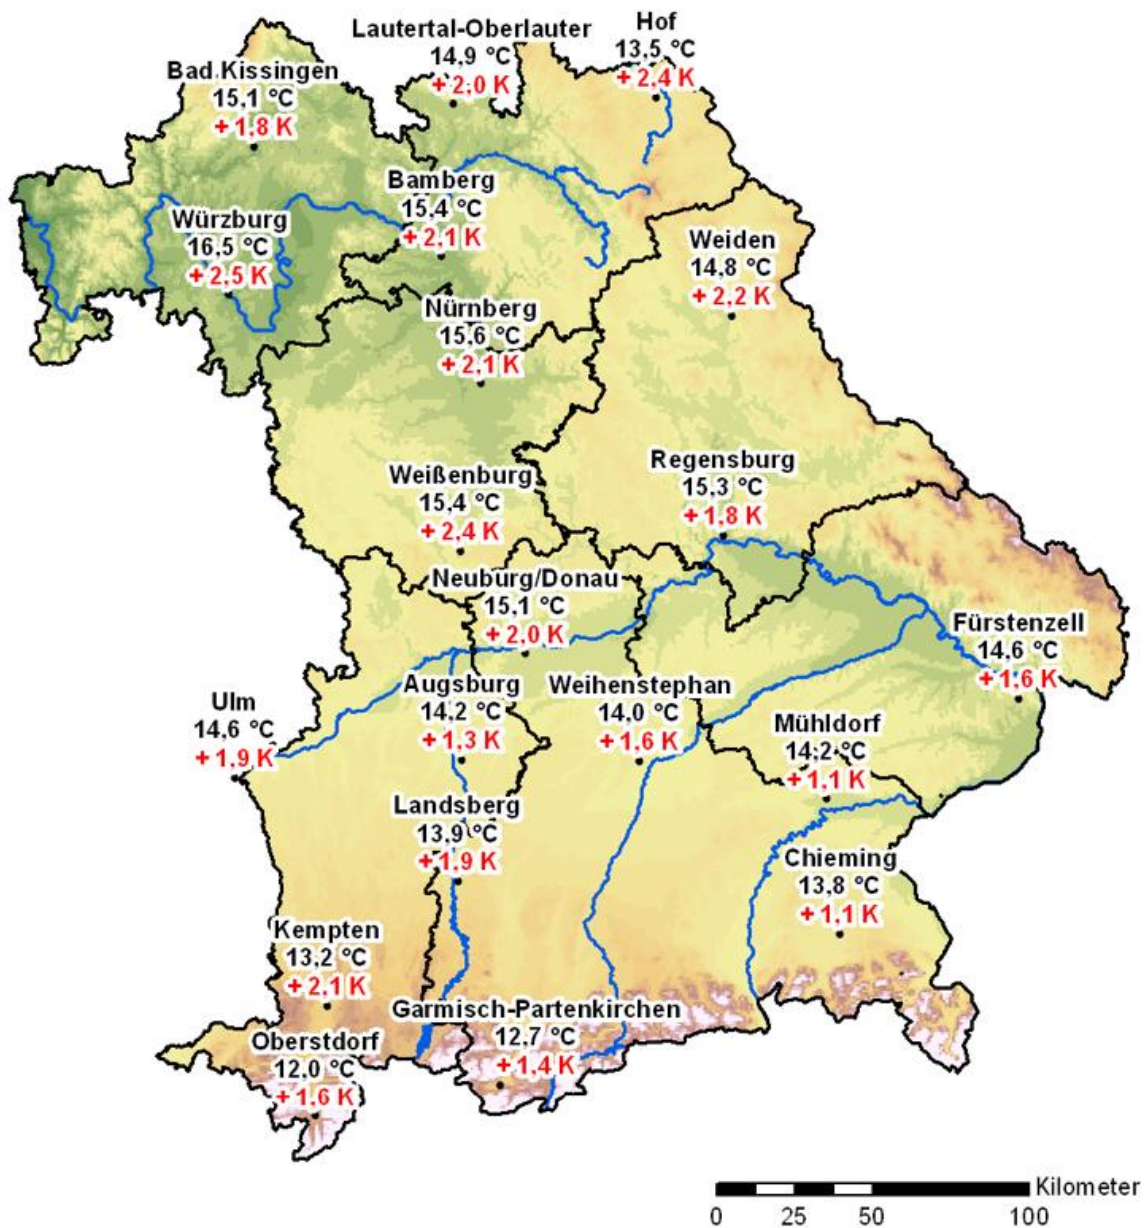 Lautertal-Oberlauter
14,9 °C
+ 2,0 K
Hof
13,5 °C
+ 2,4 K
Bad Kissingen
15,1 °C
+ 1,8 K
Bamberg
15,4 °C
+ 2,1 K
Würzburg
16,5 °C
+ 2,5 K
Weiden
14,8 °C
+ 2,2 K
Nürnberg
15,6 °C
+ 2,1 K
Weißenburg
15,4 °C
+ 2,4 K
Regensburg
15,3 °C
+ 1,8 K
Neuburg/Donau
15,1 °C
+ 2,0 K
Fürstenzell
14,6 °C
+ 1,6 K
Ulm
14,6 °C
+ 1,9 K
Augsburg
14,2 °C
+ 1,3 K
Weihenstephan
14,0 °C
+ 1,6 K
Mühldorf
14,2 °C
+ 1,1 K
Landsberg
13,9 °C
+ 1,9 K
Chieming
13,8 °C
+ 1,1 K
Kempten
13,2 °C
+ 2,1 K
Garmisch-Partenkirchen
12,7 °C
+ 1,4 K
Oberstdorf
12,0 °C
+ 1,6 K
Kilometer
0 25 50 100